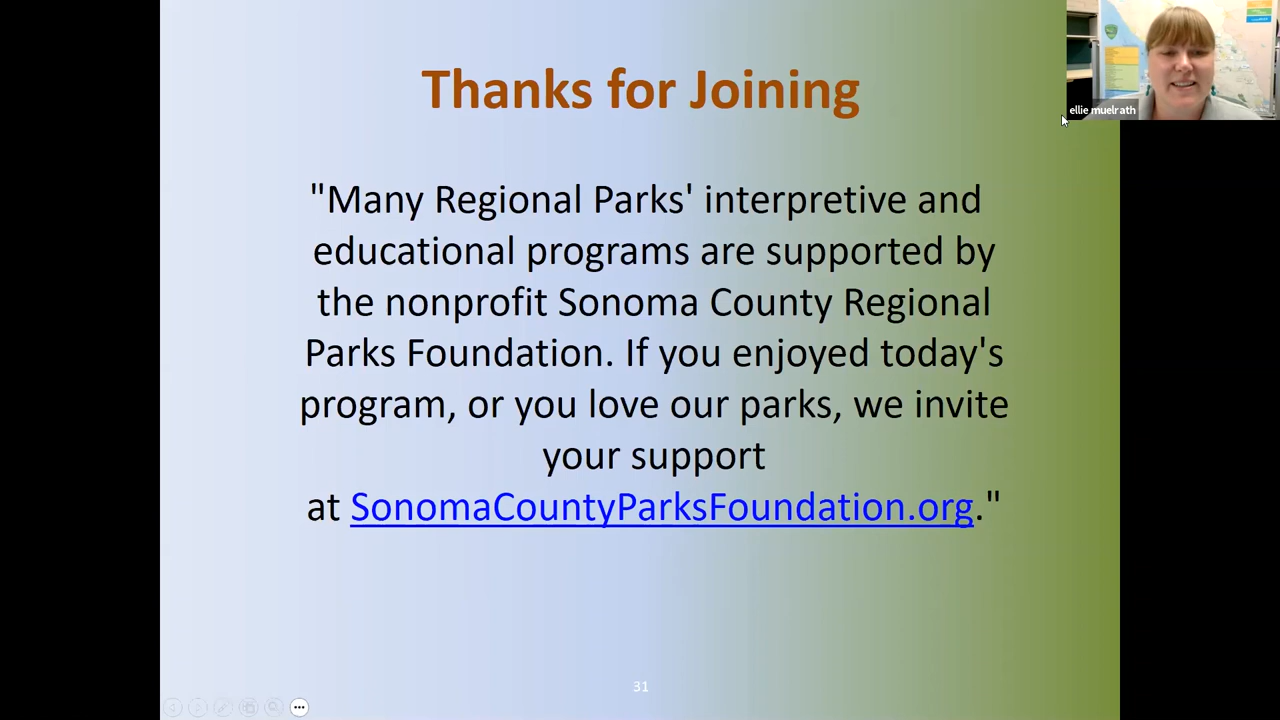 Thanks for Joining
ellie muelrath
"Many Regional Parks' interpretive and
educational programs are supported by
the nonprofit Sonoma County Regional
Parks Foundation. If you enjoyed today's
program, or you love our parks, we invite
your support
at SonomaCountyParksFoundation.org."
31